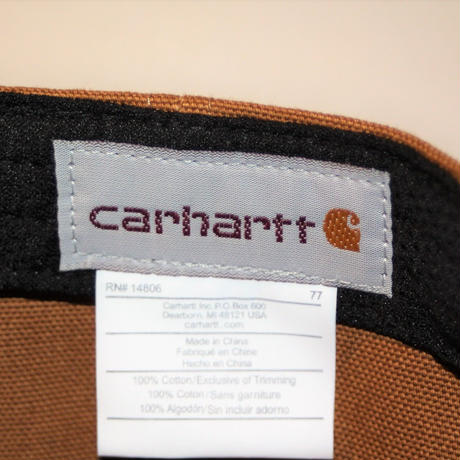 carhartt
RN# 14806 77
Carhartt Inc. P.O Box 600
Dearborn, MI 48121 USA
carhartt.com
Made in China
Fabriqué en Chine
Hecho en China
100% Cotton/Exclusive of Trimming
100% Coton/Sans garniture
100% Algodón/Sin incluir adorno